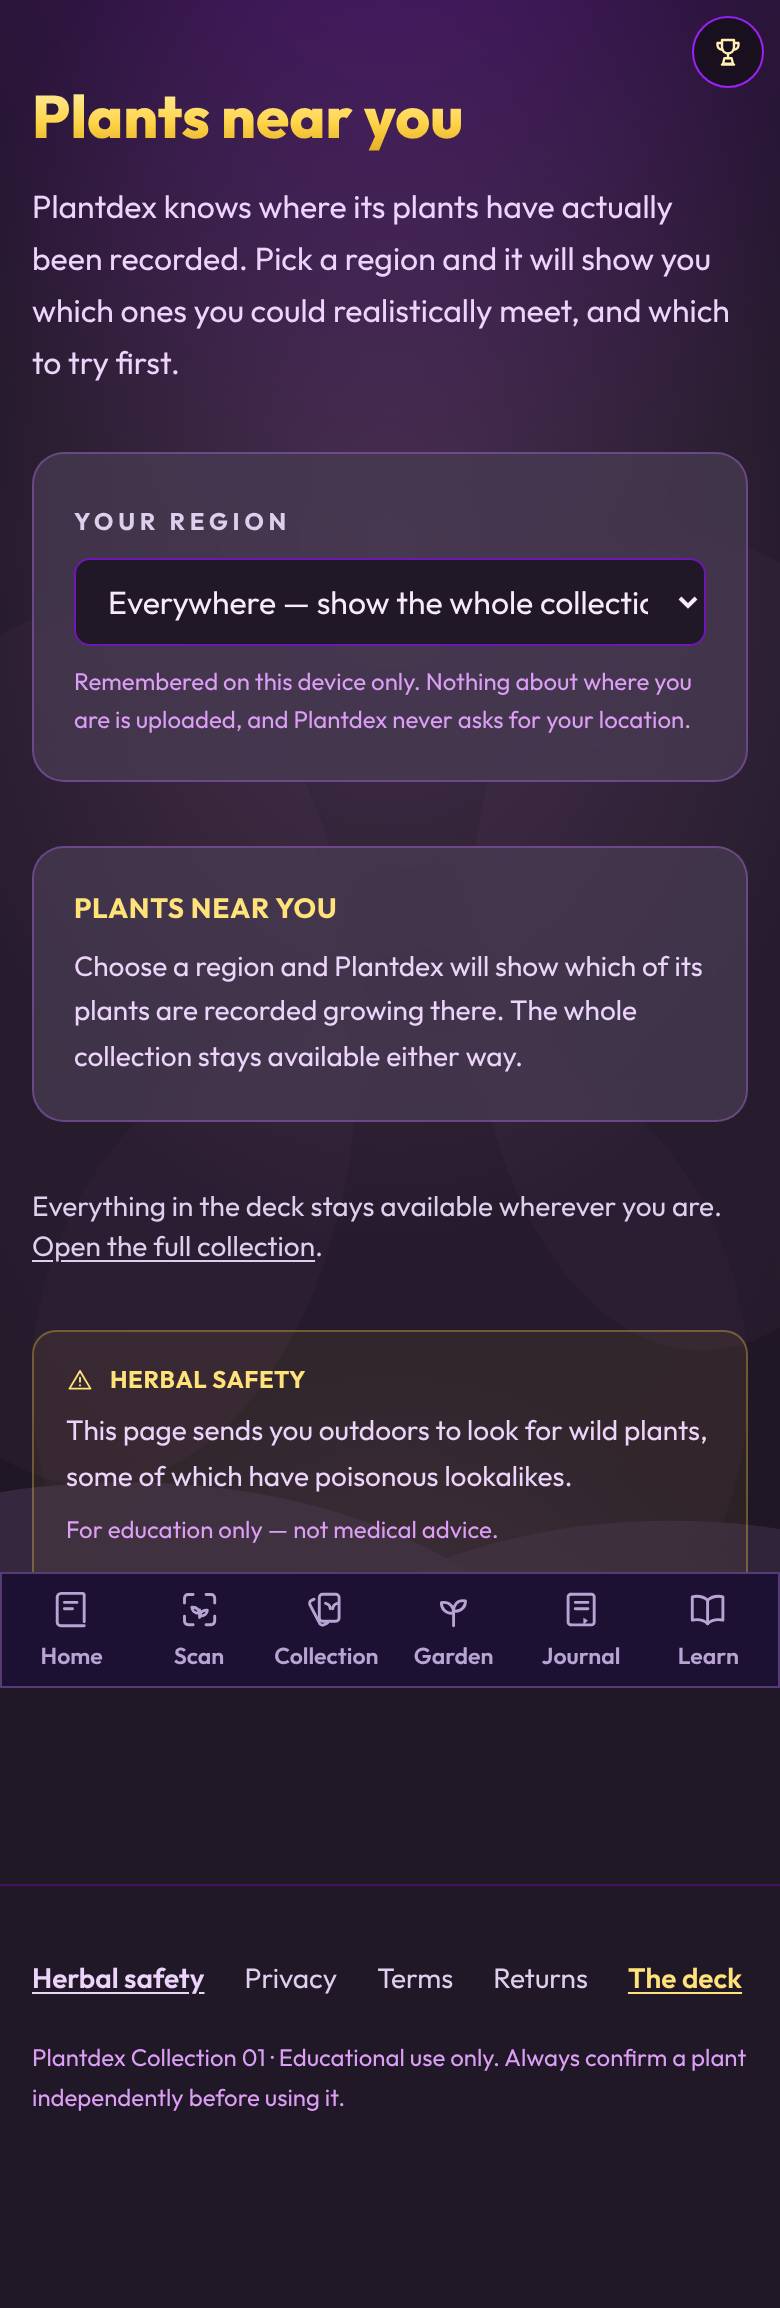 Plants near you
Plantdex knows where its plants have actually
been recorded. Pick a region and it will show you
which ones you could realistically meet, and which
to try first.
YOUR REGION
Everywhere — show the whole collectic
Remembered on this device only. Nothing about where you
are is uploaded, and Plantdex never asks for your location.
PLANTS NEAR YOU
Choose a region and Plantdex will show which of its
plants are recorded growing there. The whole
collection stays available either way.
Everything in the deck stays available wherever you are.
Open the full collection.
HERBAL SAFETY
This page sends you outdoors to look for wild plants,
some of which have poisonous lookalikes.
For education only — not medical advice.
Home Scan Collection Garden Journal Learn
Herbal safety Privacy Terms Returns The deck
Plantdex Collection 01 · Educational use only. Always confirm a plant
independently before using it.